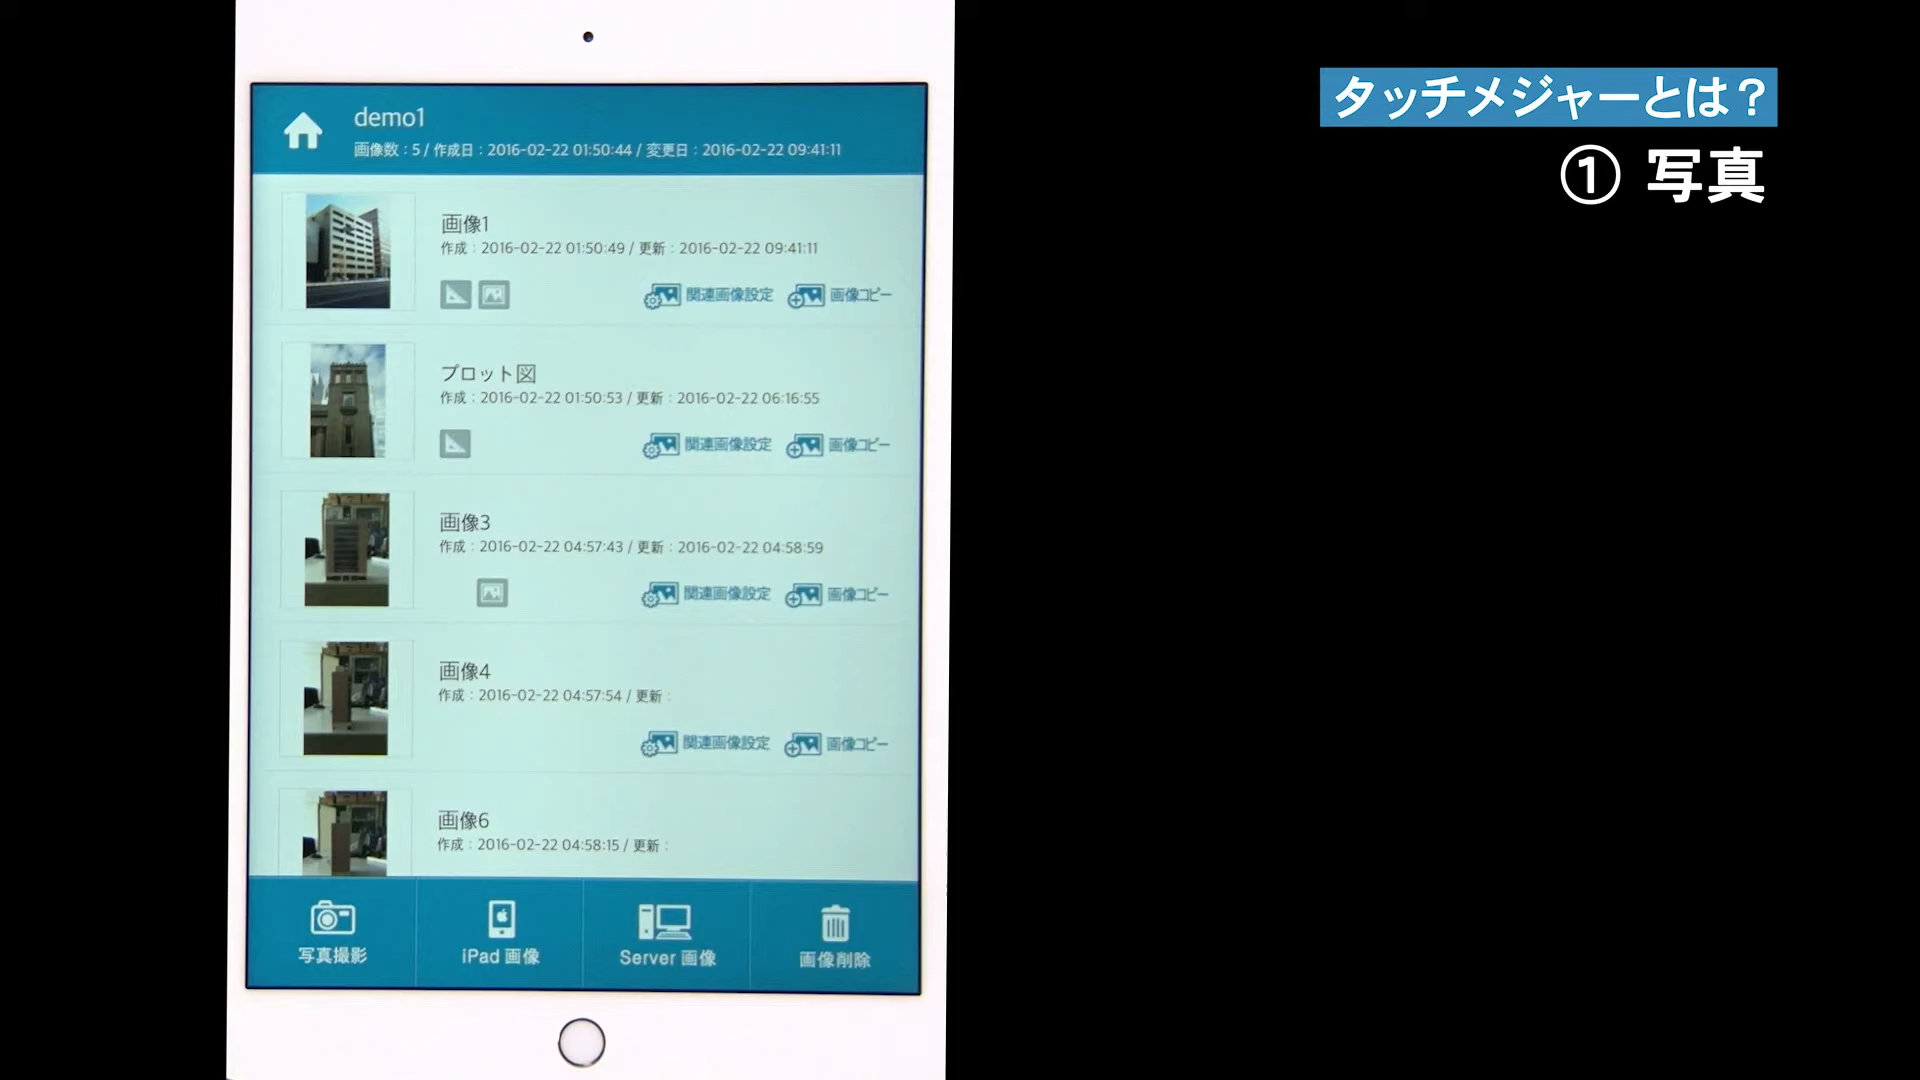 タッチメジャーとは？
① 写真
demo1
画像数：5 / 作成日：2016-02-22 01:50:44 / 変更日：2016-02-22 09:41:11
画像1
作成：2016-02-22 01:50:49 / 更新：2016-02-22 09:41:11
関連画像設定 画像コピー
プロット図
作成：2016-02-22 01:50:53 / 更新：2016-02-22 06:16:55
関連画像設定 画像コピー
画像3
作成：2016-02-22 04:57:43 / 更新：2016-02-22 04:58:59
関連画像設定 画像コピー
画像4
作成：2016-02-22 04:57:54 / 更新：
関連画像設定 画像コピー
画像6
作成：2016-02-22 04:58:15 / 更新：
写真撮影 iPad 画像 Server 画像 画像削除